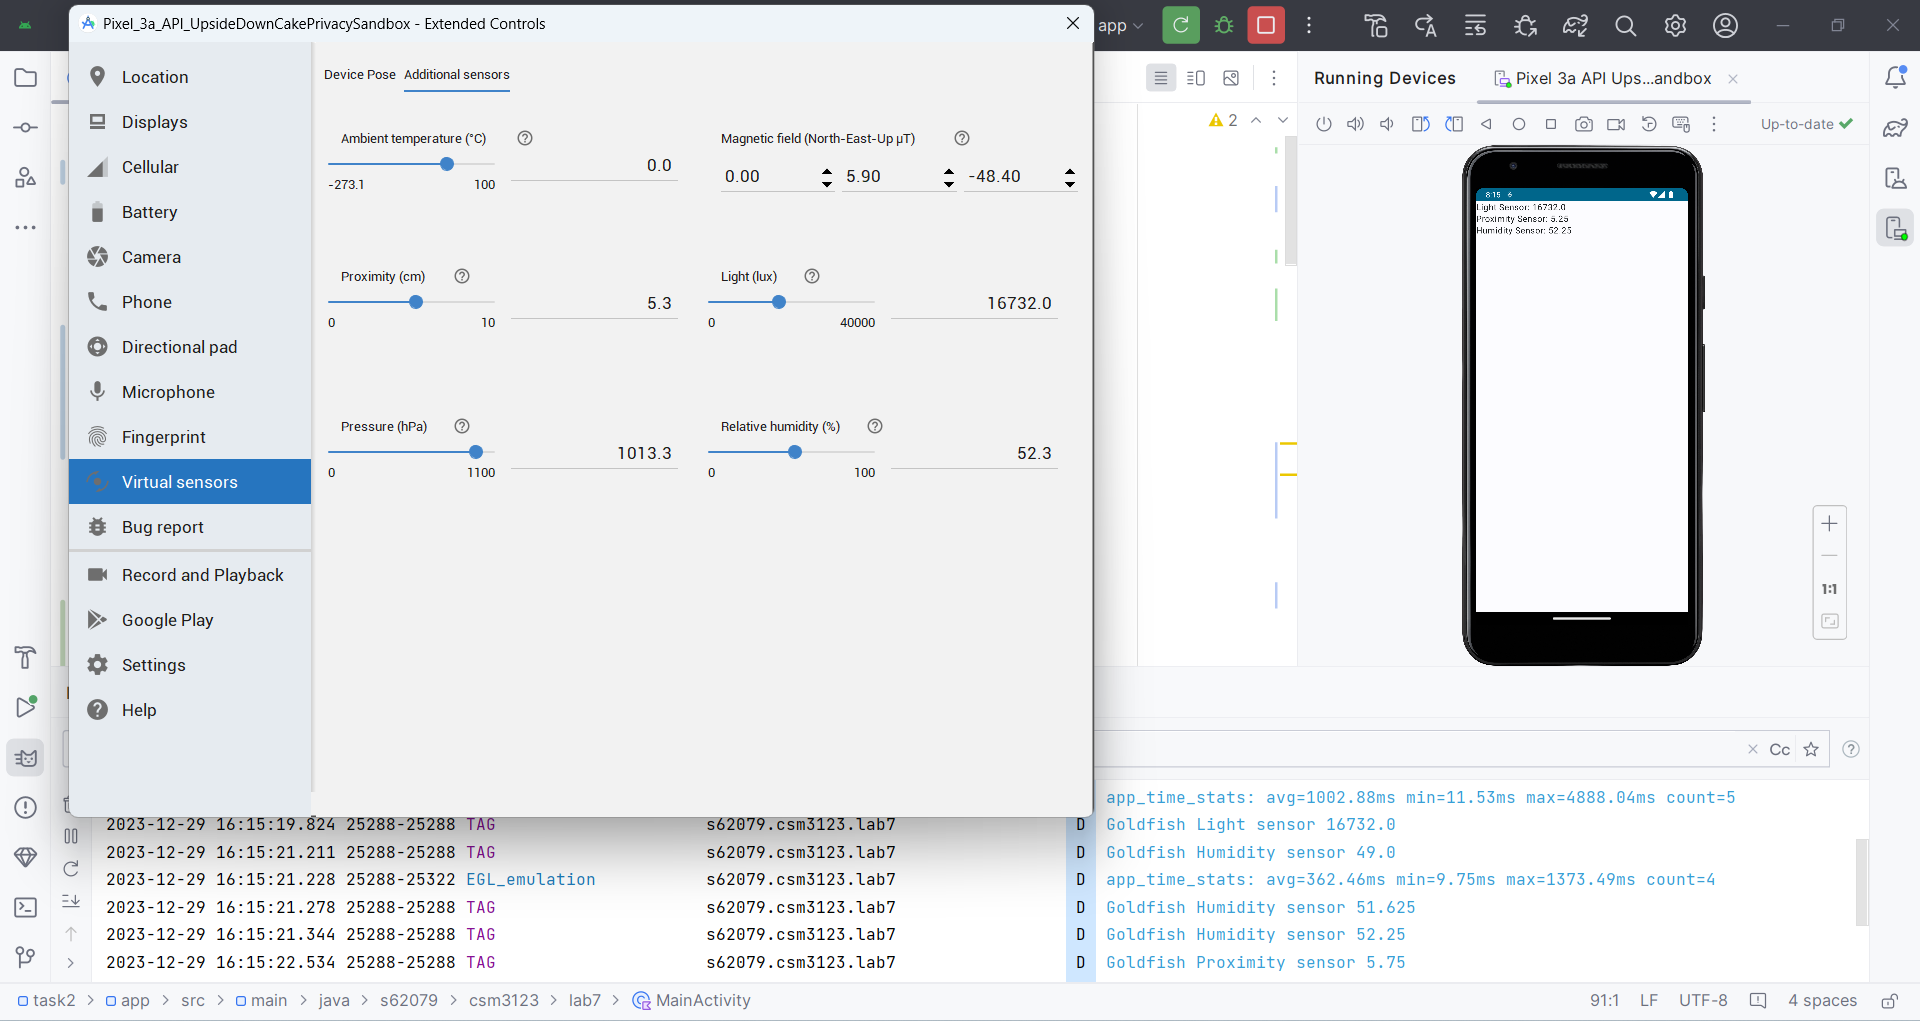 Pixel_3a_API_UpsideDownCakePrivacySandbox - Extended Controls
app
Location
Displays
Cellular
Battery
Camera
Phone
Directional pad
Microphone
Fingerprint
Virtual sensors
Bug report
Record and Playback
Google Play
Settings
Help
Device Pose Additional sensors
Ambient temperature (°C)
0.0
-273.1 100
Magnetic field (North-East-Up µT)
0.00 5.90 -48.40
Proximity (cm)
5.3
0 10
Light (lux)
16732.0
0 40000
Pressure (hPa)
1013.3
0 1100
Relative humidity (%)
52.3
0 100
2
Running Devices Pixel 3a API Ups...andbox
Up-to-date
8:15
Light Sensor: 16732.0
Proximity Sensor: 5.25
Humidity Sensor: 52.25
1:1
Cc
app_time_stats: avg=1002.88ms min=11.53ms max=4888.04ms count=5
2023-12-29 16:15:19.824 25288-25288 TAG s62079.csm3123.lab7 D Goldfish Light sensor 16732.0
2023-12-29 16:15:21.211 25288-25288 TAG s62079.csm3123.lab7 D Goldfish Humidity sensor 49.0
2023-12-29 16:15:21.228 25288-25322 EGL_emulation s62079.csm3123.lab7 D app_time_stats: avg=362.46ms min=9.75ms max=1373.49ms count=4
2023-12-29 16:15:21.278 25288-25288 TAG s62079.csm3123.lab7 D Goldfish Humidity sensor 51.625
2023-12-29 16:15:21.344 25288-25288 TAG s62079.csm3123.lab7 D Goldfish Humidity sensor 52.25
2023-12-29 16:15:22.534 25288-25288 TAG s62079.csm3123.lab7 D Goldfish Proximity sensor 5.75
task2 > app > src > main > java > s62079 > csm3123 > lab7 > MainActivity
91:1 LF UTF-8 4 spaces